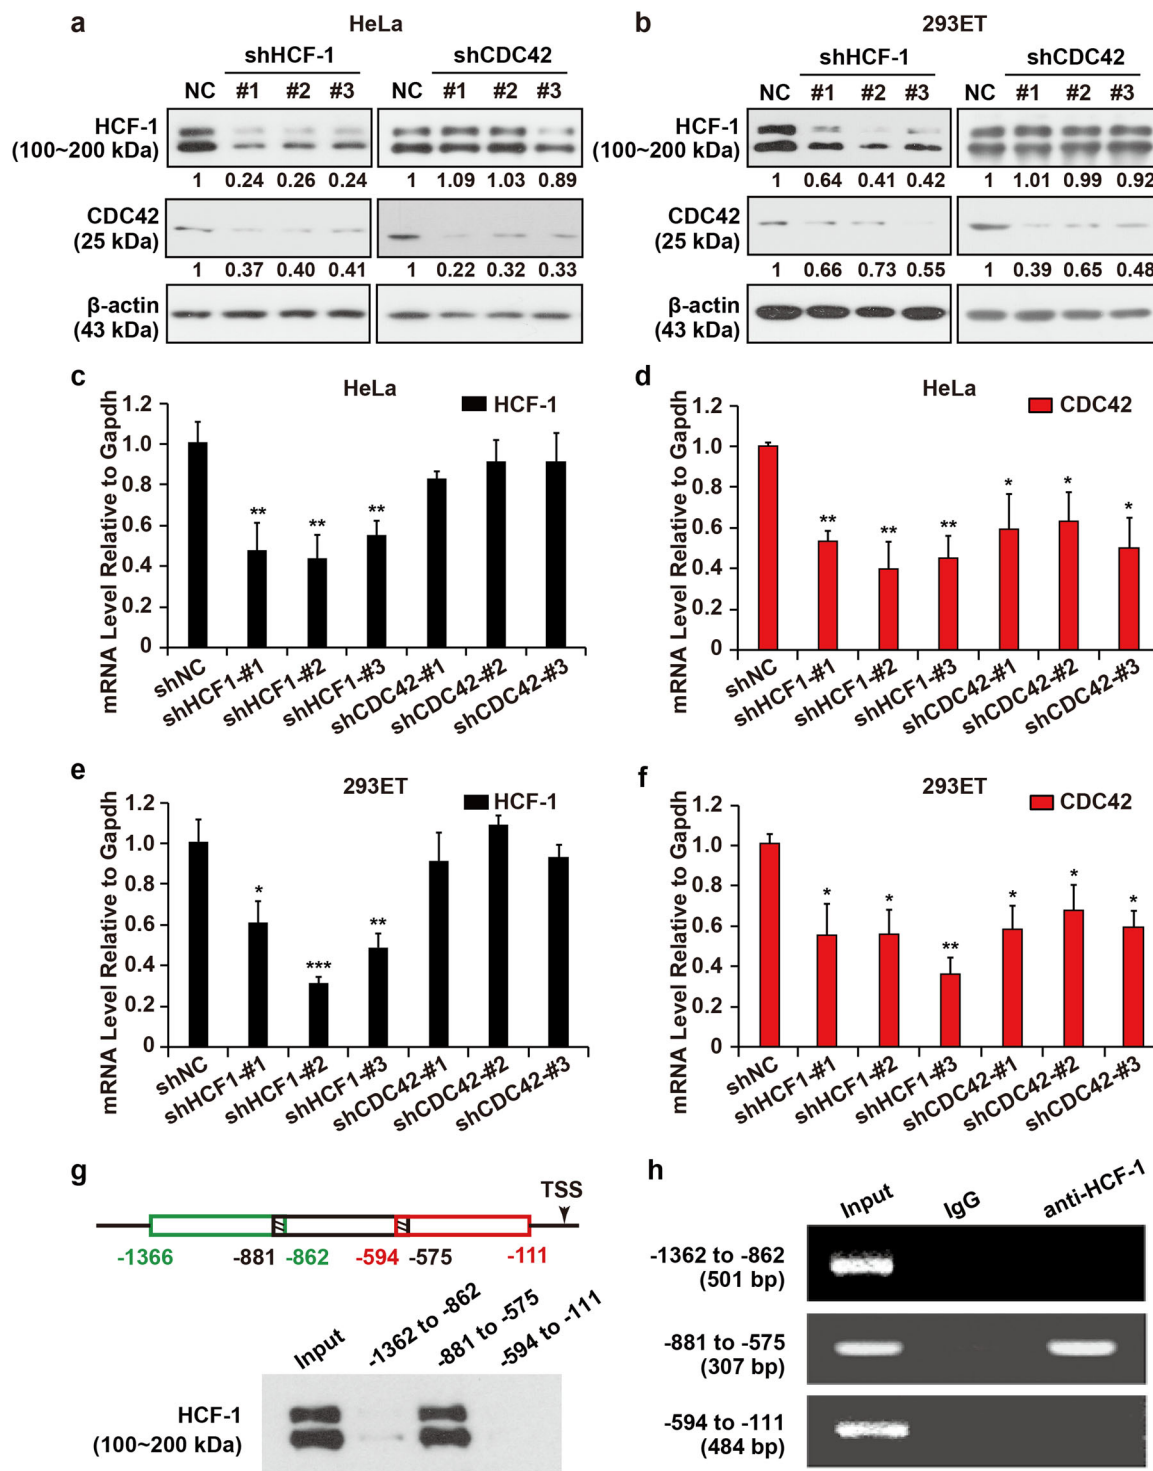 a
HeLa
shHCF-1 shCDC42
NC #1 #2 #3 NC #1 #2 #3
HCF-1
(100~200 kDa)
1 0.24 0.26 0.24 1 1.09 1.03 0.89
CDC42
(25 kDa)
1 0.37 0.40 0.41 1 0.22 0.32 0.33
β-actin
(43 kDa)
b
293ET
shHCF-1 shCDC42
NC #1 #2 #3 NC #1 #2 #3
HCF-1
(100~200 kDa)
1 0.64 0.41 0.42 1 1.01 0.99 0.92
CDC42
(25 kDa)
1 0.66 0.73 0.55 1 0.39 0.65 0.48
β-actin
(43 kDa)
c
HeLa
HCF-1
mRNA Level Relative to Gapdh
1.2
1.0
0.8
0.6
0.4
0.2
0
** ** **
shNC shHCF1-#1 shHCF1-#2 shHCF1-#3 shCDC42-#1 shCDC42-#2 shCDC42-#3
d
HeLa
CDC42
mRNA Level Relative to Gapdh
1.2
1.0
0.8
0.6
0.4
0.2
0
** ** ** * * *
shNC shHCF1-#1 shHCF1-#2 shHCF1-#3 shCDC42-#1 shCDC42-#2 shCDC42-#3
e
293ET
HCF-1
mRNA Level Relative to Gapdh
1.2
1.0
0.8
0.6
0.4
0.2
0
* *** **
shNC shHCF1-#1 shHCF1-#2 shHCF1-#3 shCDC42-#1 shCDC42-#2 shCDC42-#3
f
293ET
CDC42
mRNA Level Relative to Gapdh
1.2
1.0
0.8
0.6
0.4
0.2
0
* * ** * * *
shNC shHCF1-#1 shHCF1-#2 shHCF1-#3 shCDC42-#1 shCDC42-#2 shCDC42-#3
g
TSS
-1366 -881 -862 -594 -575 -111
Input -1362 to -862 -881 to -575 -594 to -111
HCF-1
(100~200 kDa)
h
Input IgG anti-HCF-1
-1362 to -862
(501 bp)
-881 to -575
(307 bp)
-594 to -111
(484 bp)